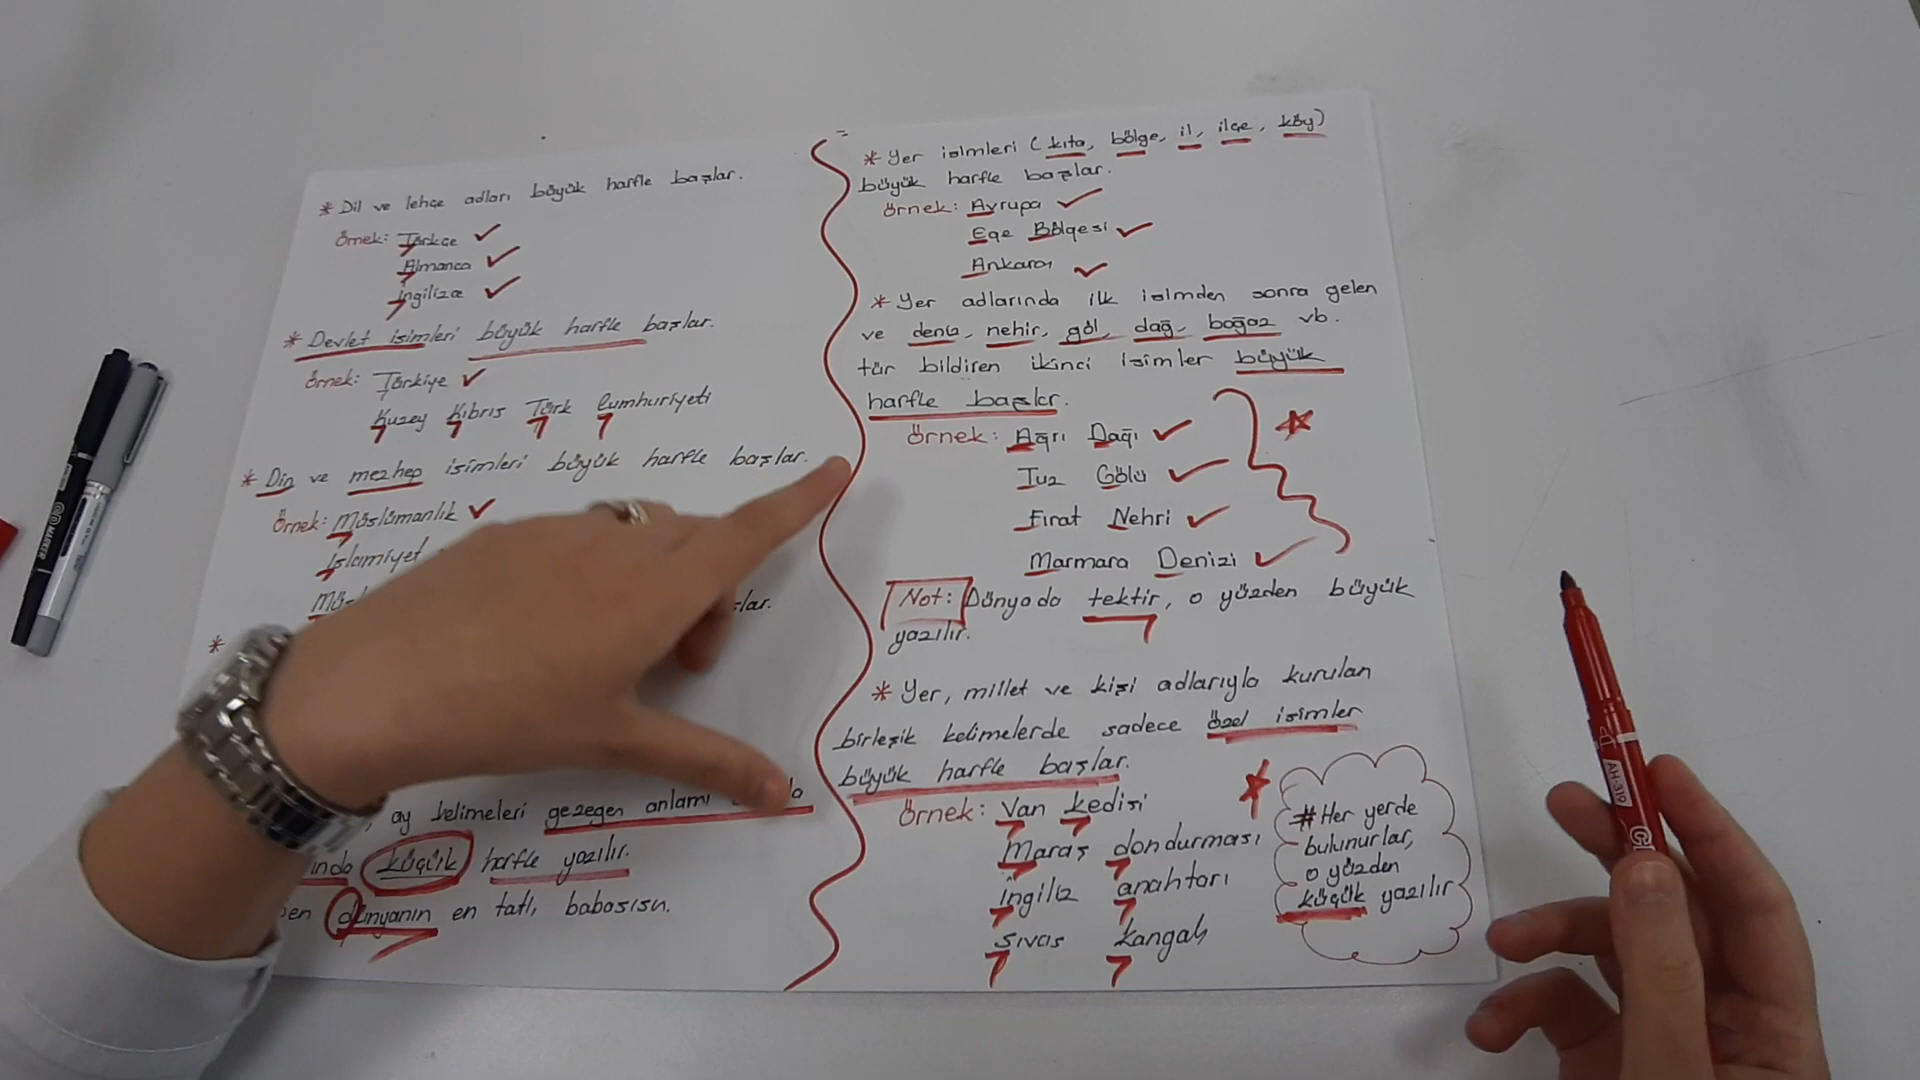 * Dil ve lehçe adları büyük harfle başlar.
Örnek: Türkçe ✓
Almanca ✓
İngilizce ✓
* Devlet isimleri büyük harfle başlar.
Örnek: Türkiye ✓
Kuzey Kıbrıs Türk Cumhuriyeti
* Din ve mezhep isimleri büyük harfle başlar.
Örnek: Müslümanlık ✓
İslamiyet
*
ay kelimeleri gezegen anlamı
küçük harfle yazılır.
dünyanın en tatlı babasısın.
* Yer isimleri (kıta, bölge, il, ilçe, köy)
büyük harfle başlar.
Örnek: Avrupa ✓
Ege Bölgesi ✓
Ankara ✓
* Yer adlarında ilk isimden sonra gelen
ve deniz, nehir, göl, dağ, boğaz vb.
tür bildiren ikinci isimler büyük
harfle başlar.
Örnek: Ağrı Dağı ✓
Tuz Gölü ✓
Fırat Nehri ✓
Marmara Denizi ✓
Not: Dünyada tektir, o yüzden büyük
yazılır.
* Yer, millet ve kişi adlarıyla kurulan
birleşik kelimelerde sadece özel isimler
büyük harfle başlar.
Örnek: Van kedisi
Maraş dondurması
İngiliz anahtarı
Sivas kangalı
# Her yerde
bulunurlar,
o yüzden
küçük yazılır
AH-319